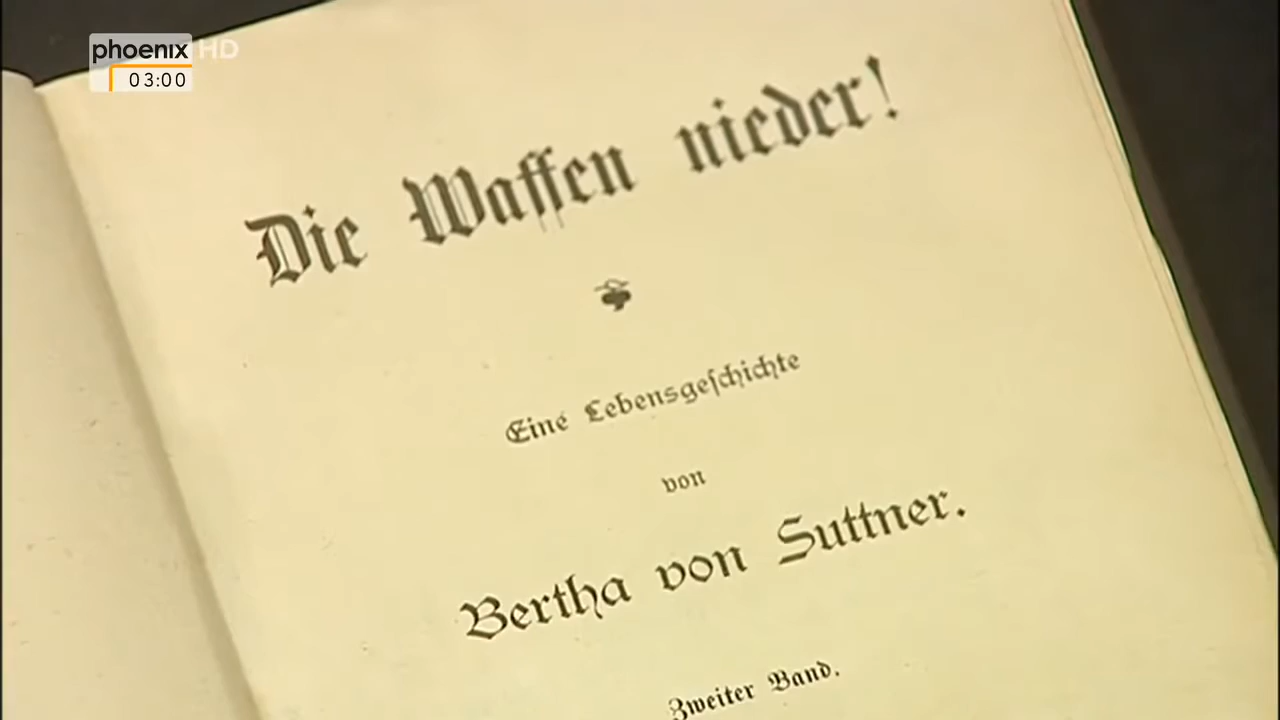 phoenix HD
03:00
Die Waffen nieder!
Eine Lebensgeſchichte
von
Bertha von Suttner.
Zweiter Band.